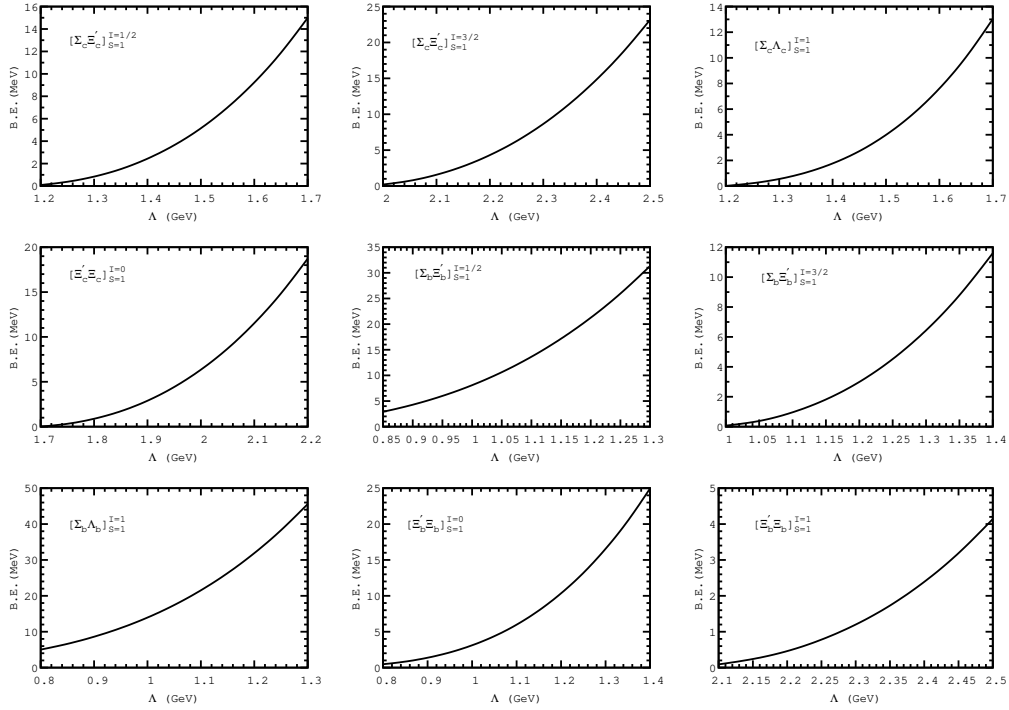 16
14
12
10
8
6
4
2
0
B.E.(MeV)
[Σ_cΞ'_c]^{I=1/2}_{S=1}
1.2 1.3 1.4 1.5 1.6 1.7
Λ (GeV)
25
20
15
10
5
0
B.E.(MeV)
[Σ_cΞ'_c]^{I=3/2}_{S=1}
2 2.1 2.2 2.3 2.4 2.5
Λ (GeV)
14
12
10
8
6
4
2
0
B.E.(MeV)
[Σ_cΛ_c]^{I=1}_{S=1}
1.2 1.3 1.4 1.5 1.6 1.7
Λ (GeV)
20
15
10
5
0
B.E.(MeV)
[Ξ'_cΞ_c]^{I=0}_{S=1}
1.7 1.8 1.9 2 2.1 2.2
Λ (GeV)
35
30
25
20
15
10
5
0
B.E.(MeV)
[Σ_bΞ'_b]^{I=1/2}_{S=1}
0.85 0.9 0.95 1 1.05 1.1 1.15 1.2 1.25 1.3
Λ (GeV)
12
10
8
6
4
2
0
B.E.(MeV)
[Σ_bΞ'_b]^{I=3/2}_{S=1}
1 1.05 1.1 1.15 1.2 1.25 1.3 1.35 1.4
Λ (GeV)
50
40
30
20
10
0
B.E.(MeV)
[Σ_bΛ_b]^{I=1}_{S=1}
0.8 0.9 1 1.1 1.2 1.3
Λ (GeV)
25
20
15
10
5
0
B.E.(MeV)
[Ξ'_bΞ_b]^{I=0}_{S=1}
0.8 0.9 1 1.1 1.2 1.3 1.4
Λ (GeV)
5
4
3
2
1
0
B.E.(MeV)
[Ξ'_bΞ_b]^{I=1}_{S=1}
2.1 2.15 2.2 2.25 2.3 2.35 2.4 2.45 2.5
Λ (GeV)